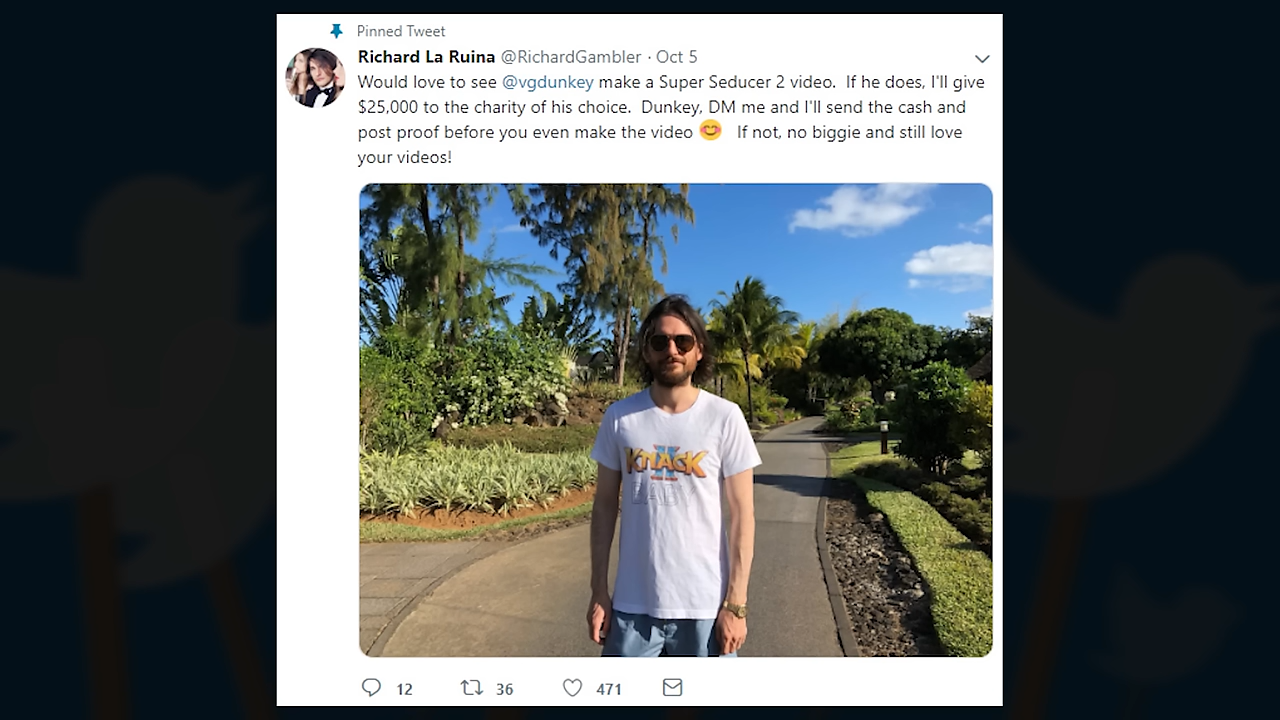 Pinned Tweet
Richard La Ruina @RichardGambler · Oct 5
Would love to see @vgdunkey make a Super Seducer 2 video. If he does, I'll give
$25,000 to the charity of his choice. Dunkey, DM me and I'll send the cash and
post proof before you even make the video 😊 If not, no biggie and still love
your videos!
KNACK
II
BABY
12 36 471